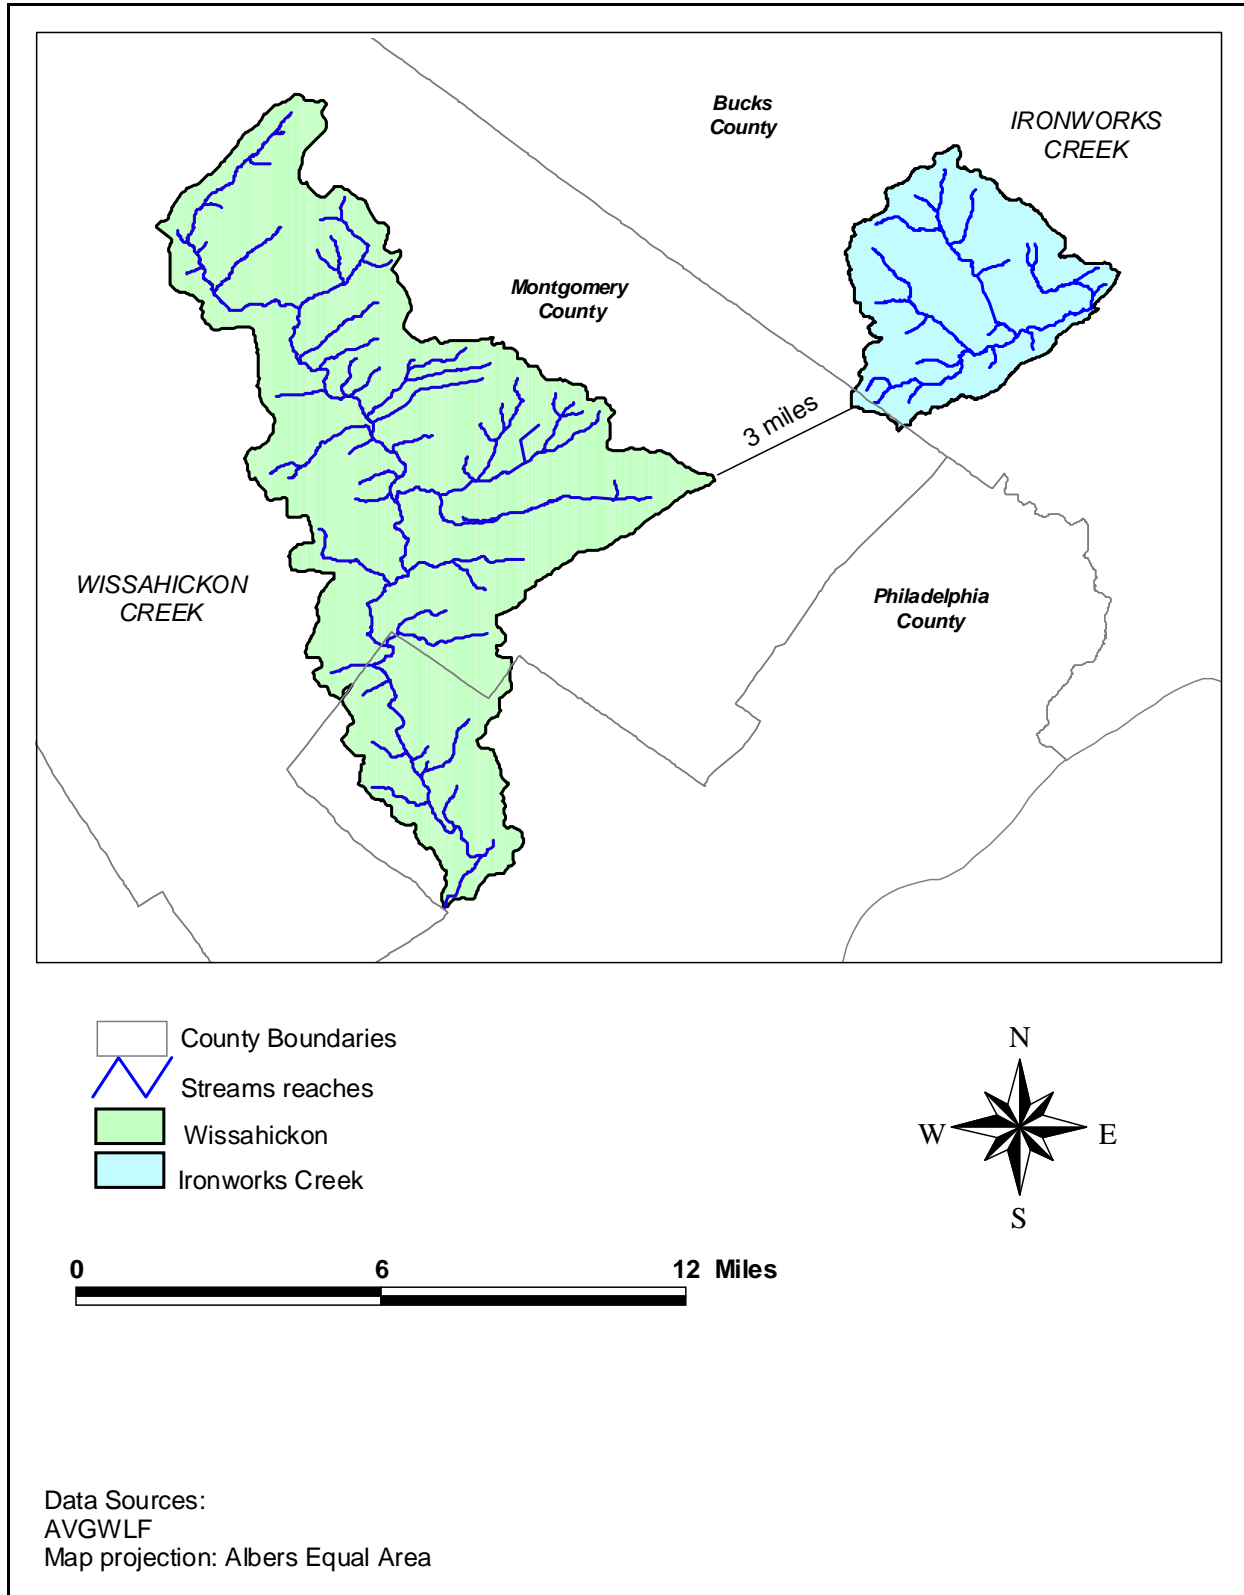 Bucks
County
IRONWORKS
CREEK
Montgomery
County
3 miles
WISSAHICKON
CREEK
Philadelphia
County
County Boundaries
Streams reaches
Wissahickon
Ironworks Creek
N
W E
S
0 6 12 Miles
Data Sources:
AVGWLF
Map projection: Albers Equal Area